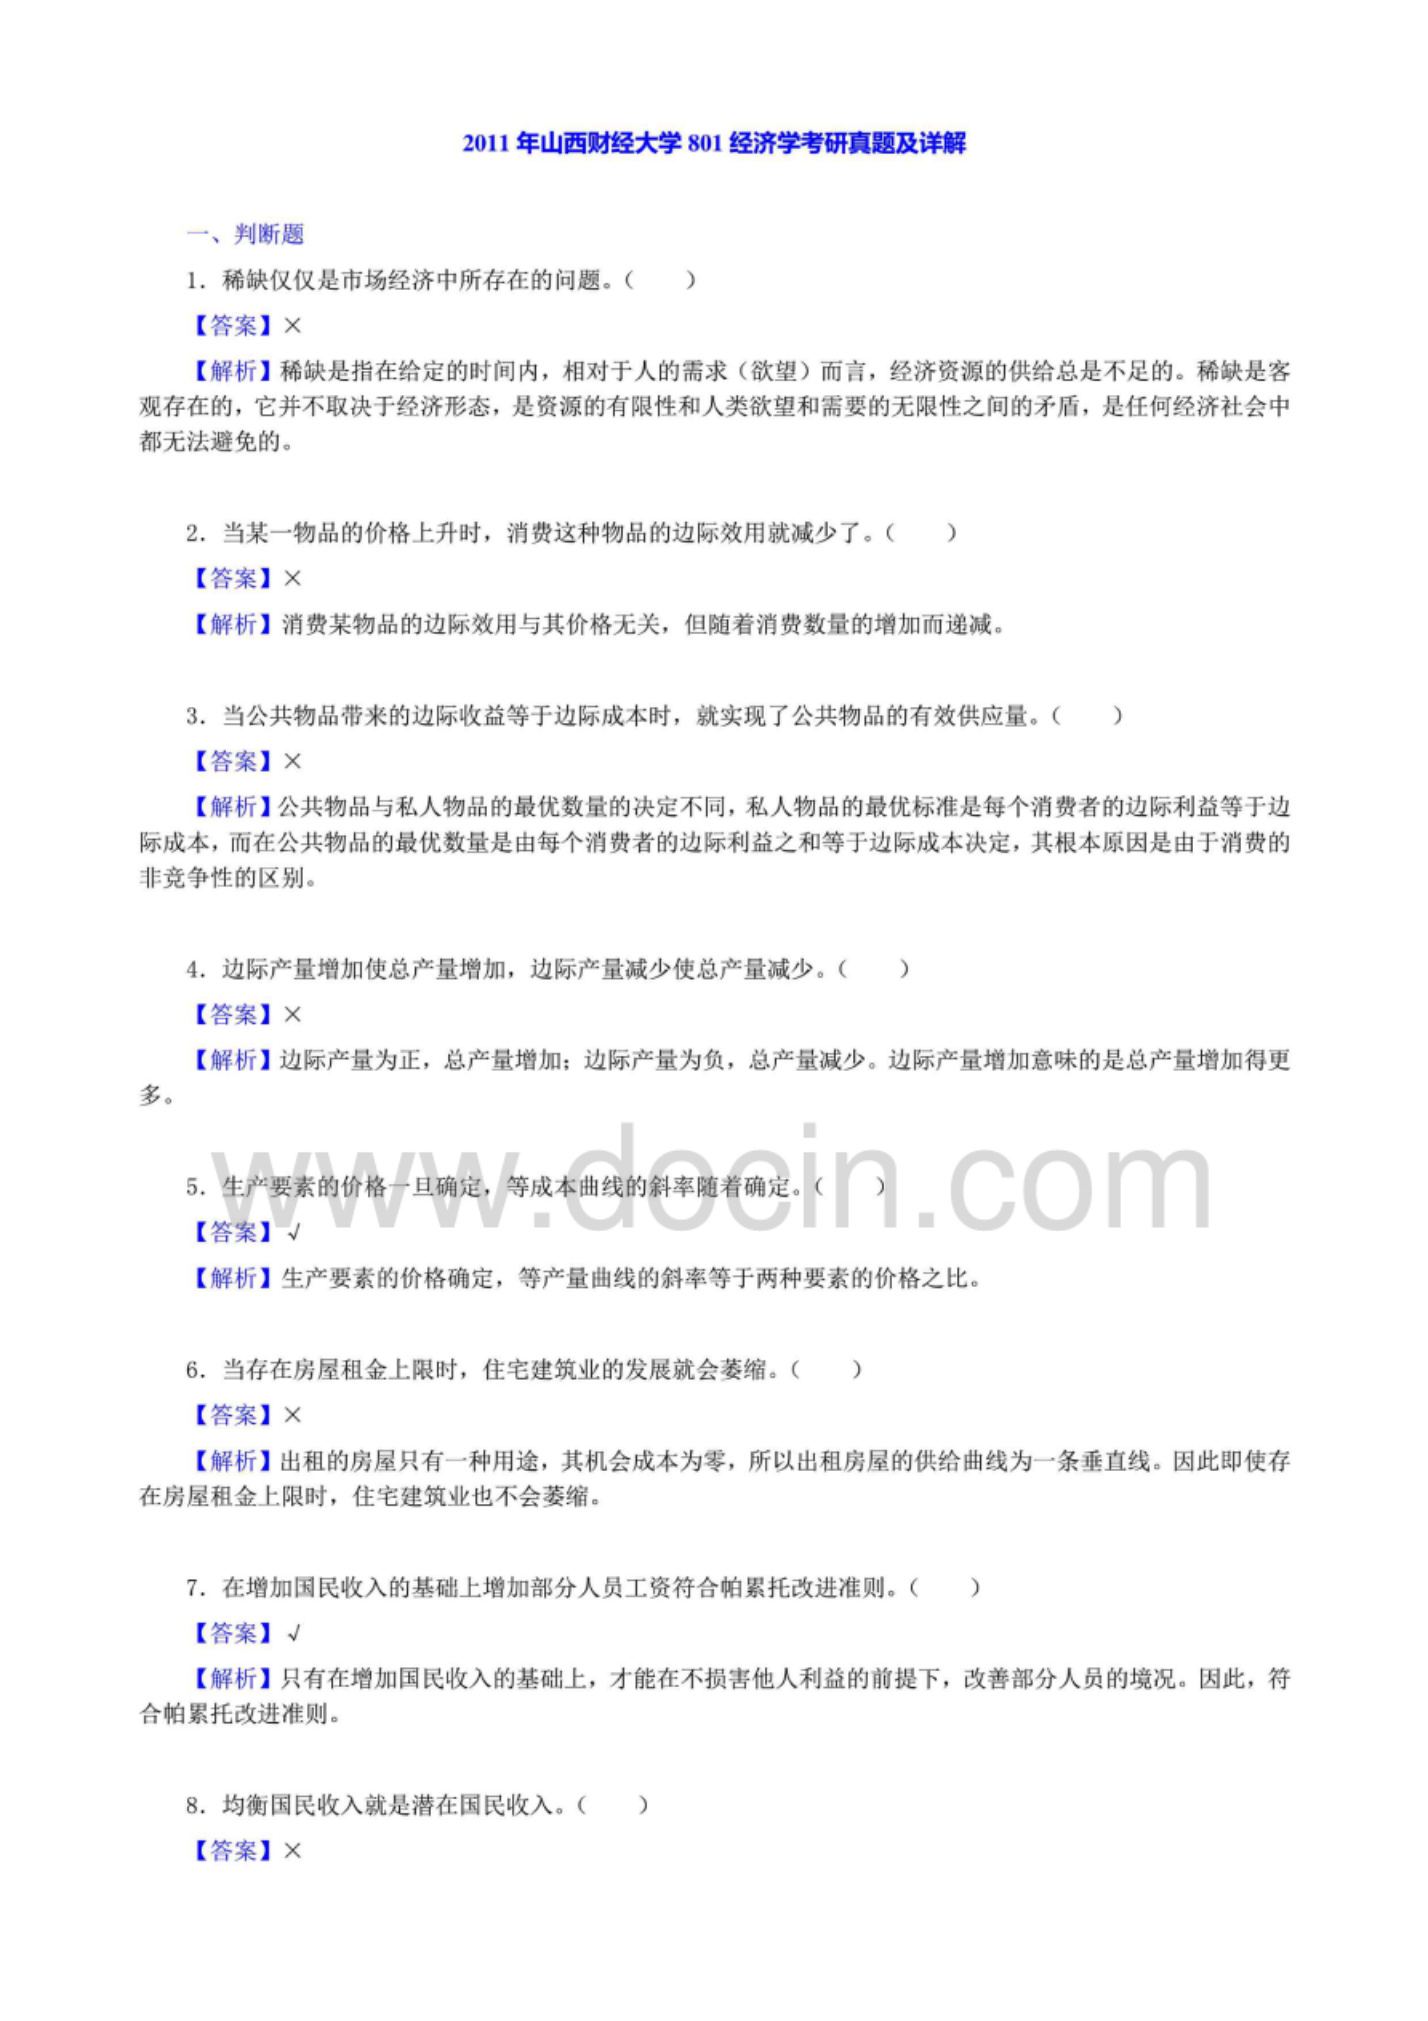 2011 年山西财经大学 801 经济学考研真题及详解
一、判断题
1．稀缺仅仅是市场经济中所存在的问题。（　　）
【答案】×
【解析】稀缺是指在给定的时间内，相对于人的需求（欲望）而言，经济资源的供给总是不足的。稀缺是客
观存在的，它并不取决于经济形态，是资源的有限性和人类欲望和需要的无限性之间的矛盾，是任何经济社会中
都无法避免的。
2．当某一物品的价格上升时，消费这种物品的边际效用就减少了。（　　）
【答案】×
【解析】消费某物品的边际效用与其价格无关，但随着消费数量的增加而递减。
3．当公共物品带来的边际收益等于边际成本时，就实现了公共物品的有效供应量。（　　）
【答案】×
【解析】公共物品与私人物品的最优数量的决定不同，私人物品的最优标准是每个消费者的边际利益等于边
际成本，而在公共物品的最优数量是由每个消费者的边际利益之和等于边际成本决定，其根本原因是由于消费的
非竞争性的区别。
4．边际产量增加使总产量增加，边际产量减少使总产量减少。（　　）
【答案】×
【解析】边际产量为正，总产量增加；边际产量为负，总产量减少。边际产量增加意味的是总产量增加得更
多。
www.docin.com
5．生产要素的价格一旦确定，等成本曲线的斜率随着确定。（　　）
【答案】√
【解析】生产要素的价格确定，等产量曲线的斜率等于两种要素的价格之比。
6．当存在房屋租金上限时，住宅建筑业的发展就会萎缩。（　　）
【答案】×
【解析】出租的房屋只有一种用途，其机会成本为零，所以出租房屋的供给曲线为一条垂直线。因此即使存
在房屋租金上限时，住宅建筑业也不会萎缩。
7．在增加国民收入的基础上增加部分人员工资符合帕累托改进准则。（　　）
【答案】√
【解析】只有在增加国民收入的基础上，才能在不损害他人利益的前提下，改善部分人员的境况。因此，符
合帕累托改进准则。
8．均衡国民收入就是潜在国民收入。（　　）
【答案】×